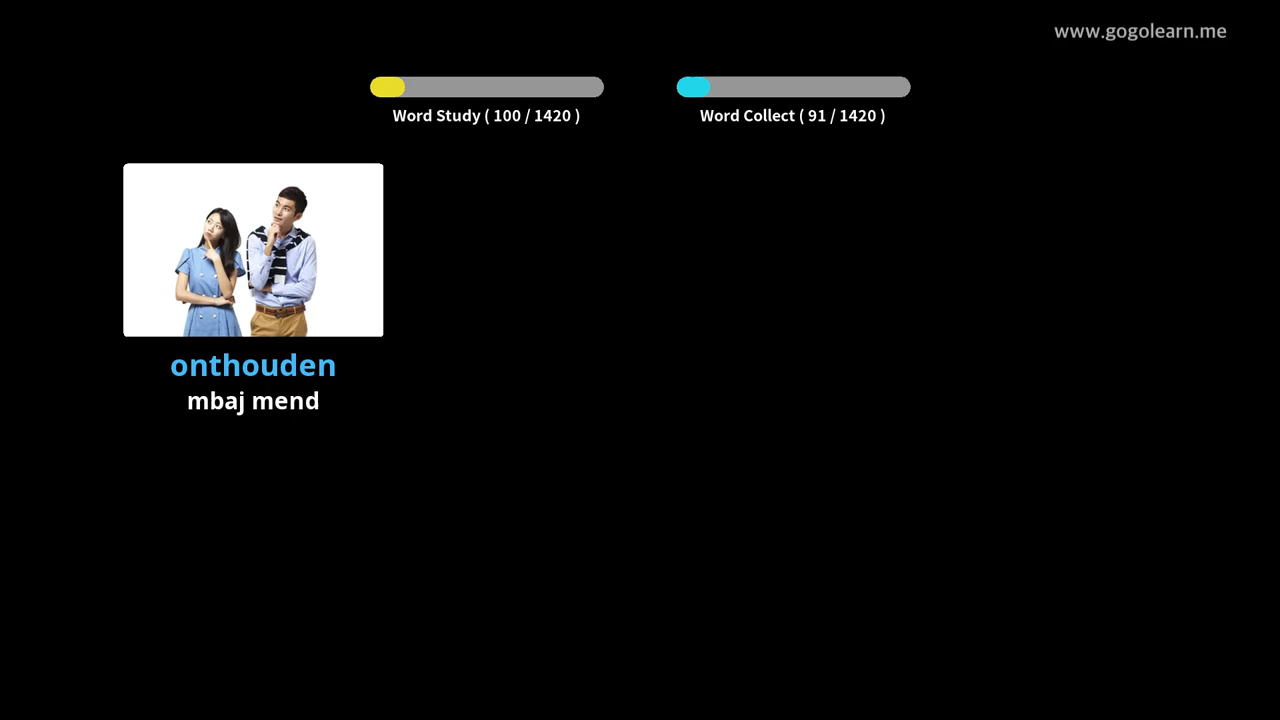 www.gogolearn.me
Word Study ( 100 / 1420 )
Word Collect ( 91 / 1420 )
onthouden
mbaj mend